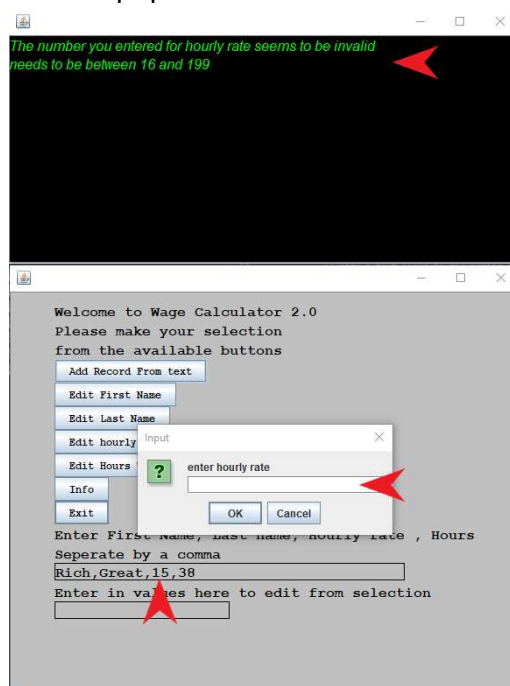 The number you entered for hourly rate seems to be invalid
needs to be between 16 and 199
Welcome to Wage Calculator 2.0
Please make your selection
from the available buttons
Add Record From text
Edit First Name
Edit Last Name
Edit hourly
Input
Edit Hours
enter hourly rate
Info
Exit
OK Cancel
Enter First Name, Last name, Hourly rate , Hours
Seperate by a comma
Rich,Great,15,38
Enter in values here to edit from selection